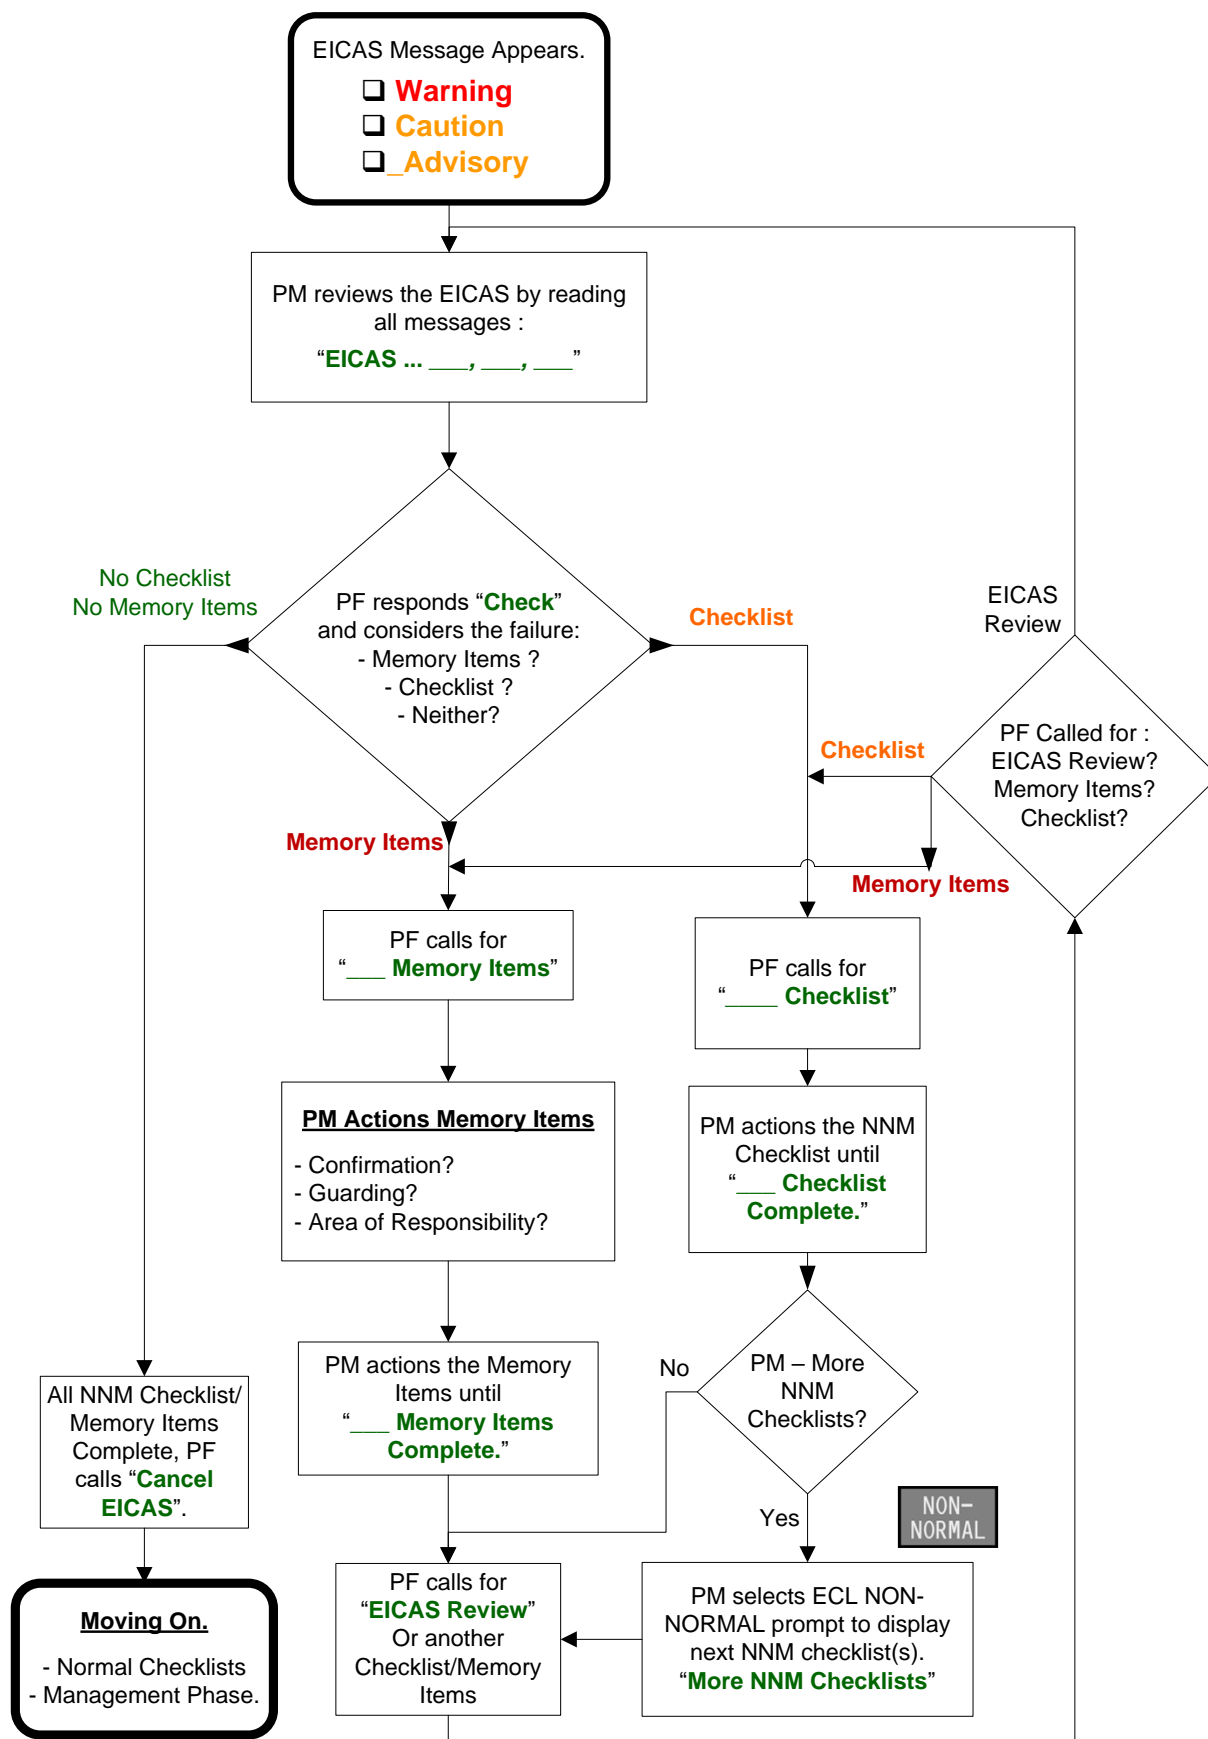 EICAS Message Appears.
❑ Warning
❑ Caution
❑_Advisory
PM reviews the EICAS by reading
all messages :
“EICAS ... ___, ___, ___”
No Checklist
No Memory Items
PF responds “Check”
and considers the failure:
- Memory Items ?
- Checklist ?
- Neither?
Checklist
EICAS
Review
PF Called for :
EICAS Review?
Memory Items?
Checklist?
Checklist
Memory Items
Memory Items
PF calls for
“___ Memory Items”
PF calls for
“____ Checklist”
PM Actions Memory Items
- Confirmation?
- Guarding?
- Area of Responsibility?
PM actions the NNM
Checklist until
“___ Checklist
Complete.”
PM actions the Memory
Items until
“___ Memory Items
Complete.”
No
PM – More
NNM
Checklists?
All NNM Checklist/
Memory Items
Complete, PF
calls “Cancel
EICAS”.
Yes
NON-
NORMAL
Moving On.
- Normal Checklists
- Management Phase.
PF calls for
“EICAS Review”
Or another
Checklist/Memory
Items
PM selects ECL NON-
NORMAL prompt to display
next NNM checklist(s).
“More NNM Checklists”